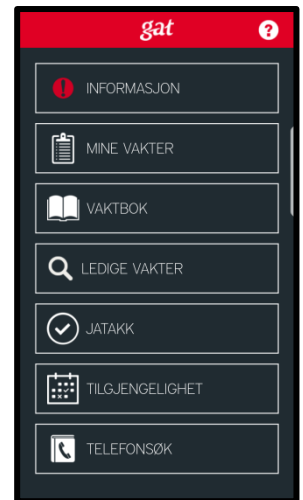 gat ?
INFORMASJON
MINE VAKTER
VAKTBOK
LEDIGE VAKTER
JATAKK
TILGJENGELIGHET
TELEFONSØK